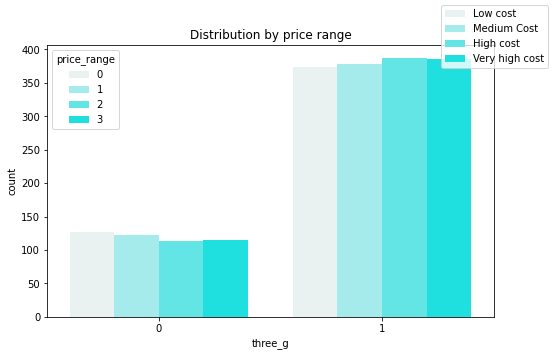 Low cost
Medium Cost
High cost
Very high cost
Distribution by price range
price_range
0
1
2
3
400
350
300
250
200
150
100
50
0
count
0 1
three_g